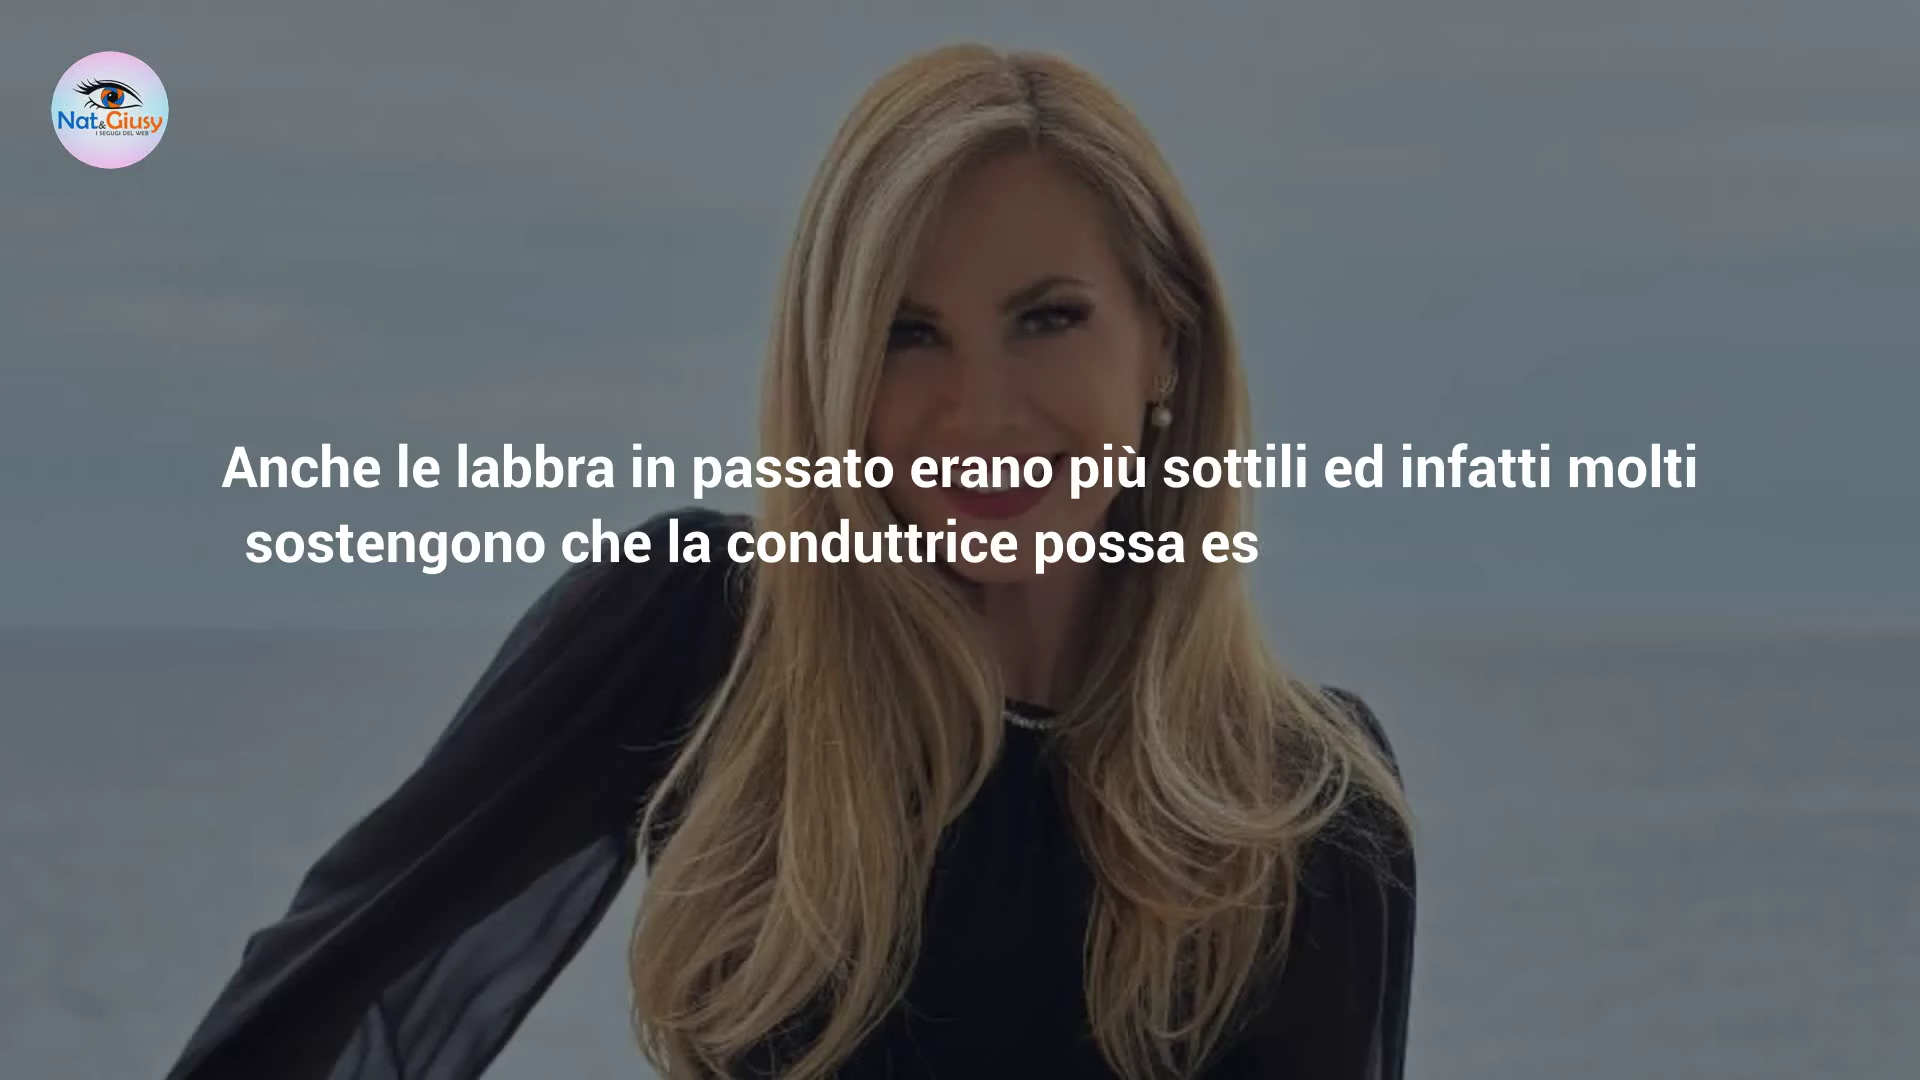 Nat&Giusy
I SEGUGI DEL WEB
Anche le labbra in passato erano più sottili ed infatti molti
sostengono che la conduttrice possa es